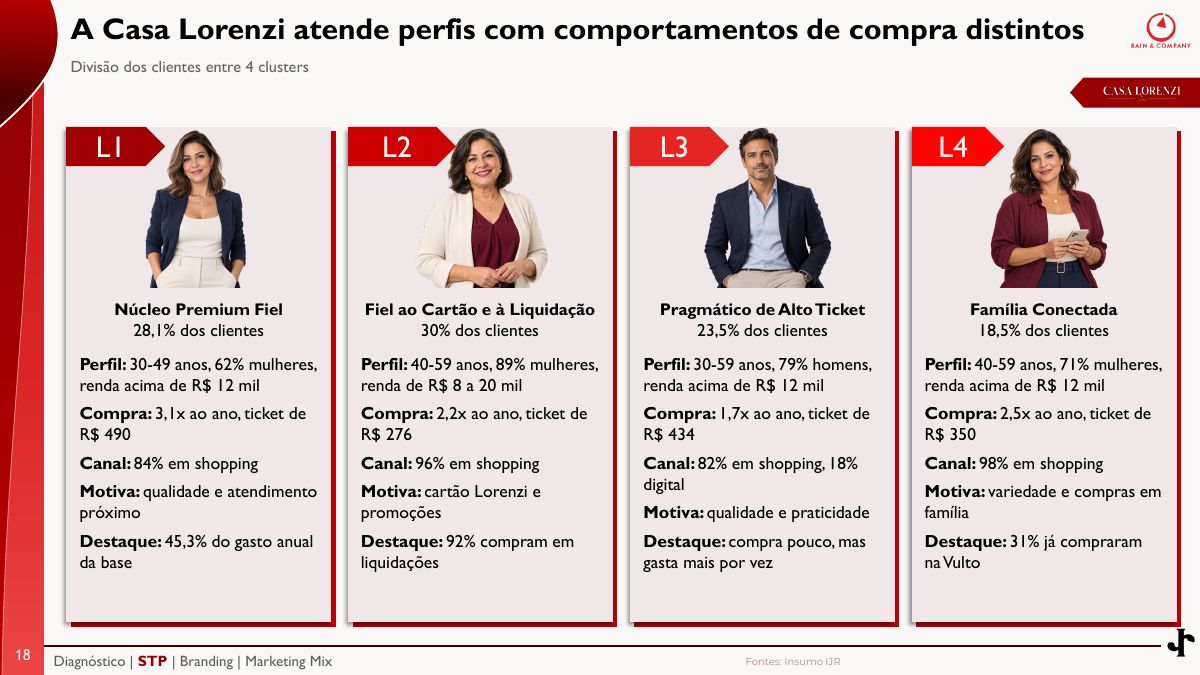 A Casa Lorenzi atende perfis com comportamentos de compra distintos
BAIN & COMPANY
Divisão dos clientes entre 4 clusters
CASA LORENZI
L1
Núcleo Premium Fiel
28,1% dos clientes
Perfil: 30-49 anos, 62% mulheres,
renda acima de R$ 12 mil
Compra: 3,1x ao ano, ticket de
R$ 490
Canal: 84% em shopping
Motiva: qualidade e atendimento
próximo
Destaque: 45,3% do gasto anual
da base
L2
Fiel ao Cartão e à Liquidação
30% dos clientes
Perfil: 40-59 anos, 89% mulheres,
renda de R$ 8 a 20 mil
Compra: 2,2x ao ano, ticket de
R$ 276
Canal: 96% em shopping
Motiva: cartão Lorenzi e
promoções
Destaque: 92% compram em
liquidações
L3
Pragmático de Alto Ticket
23,5% dos clientes
Perfil: 30-59 anos, 79% homens,
renda acima de R$ 12 mil
Compra: 1,7x ao ano, ticket de
R$ 434
Canal: 82% em shopping, 18%
digital
Motiva: qualidade e praticidade
Destaque: compra pouco, mas
gasta mais por vez
L4
Família Conectada
18,5% dos clientes
Perfil: 40-59 anos, 71% mulheres,
renda acima de R$ 12 mil
Compra: 2,5x ao ano, ticket de
R$ 350
Canal: 98% em shopping
Motiva: variedade e compras em
família
Destaque: 31% já compraram
na Vulto
18
Diagnóstico | STP | Branding | Marketing Mix
Fontes: Insumo IJR